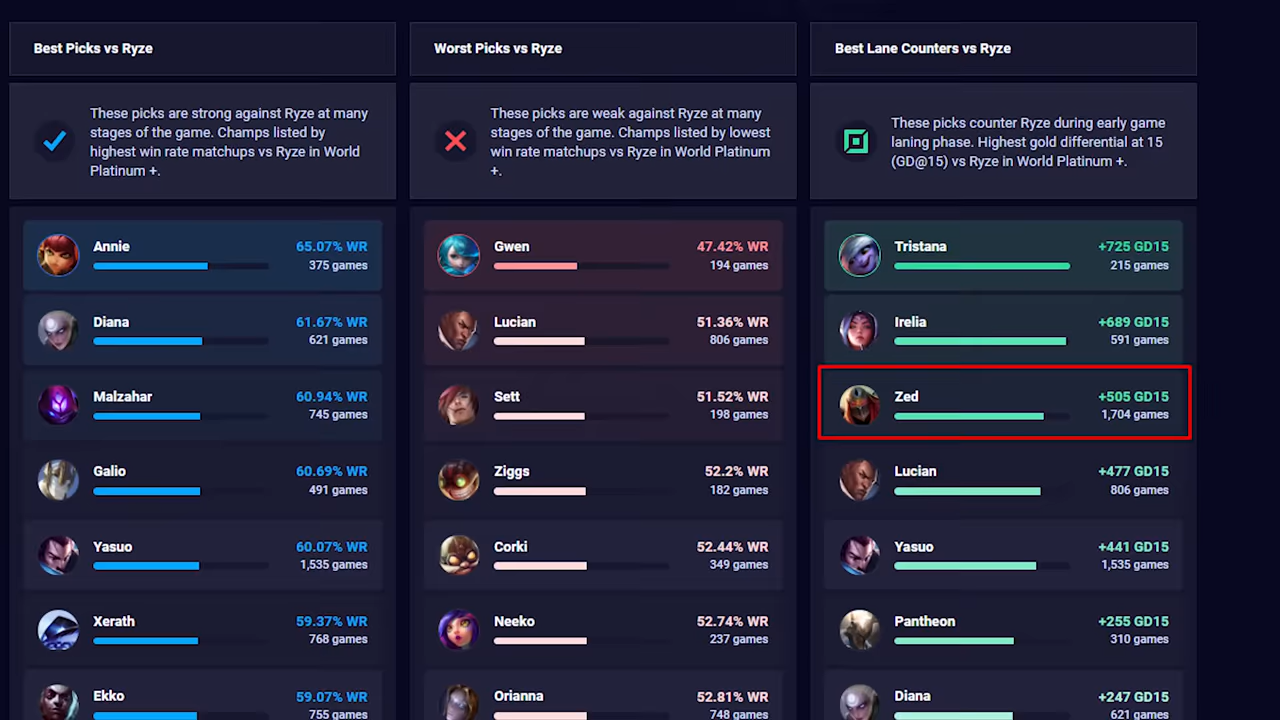 Best Picks vs Ryze
These picks are strong against Ryze at many
stages of the game. Champs listed by
highest win rate matchups vs Ryze in World
Platinum +.
Annie
65.07% WR
375 games
Diana
61.67% WR
621 games
Malzahar
60.94% WR
745 games
Galio
60.69% WR
491 games
Yasuo
60.07% WR
1,535 games
Xerath
59.37% WR
768 games
Ekko
59.07% WR
755 games
Worst Picks vs Ryze
These picks are weak against Ryze at many
stages of the game. Champs listed by lowest
win rate matchups vs Ryze in World Platinum
+.
Gwen
47.42% WR
194 games
Lucian
51.36% WR
806 games
Sett
51.52% WR
198 games
Ziggs
52.2% WR
182 games
Corki
52.44% WR
349 games
Neeko
52.74% WR
237 games
Orianna
52.81% WR
748 games
Best Lane Counters vs Ryze
These picks counter Ryze during early game
laning phase. Highest gold differential at 15
(GD@15) vs Ryze in World Platinum +.
Tristana
+725 GD15
215 games
Irelia
+689 GD15
591 games
Zed
+505 GD15
1,704 games
Lucian
+477 GD15
806 games
Yasuo
+441 GD15
1,535 games
Pantheon
+255 GD15
310 games
Diana
+247 GD15
621 games